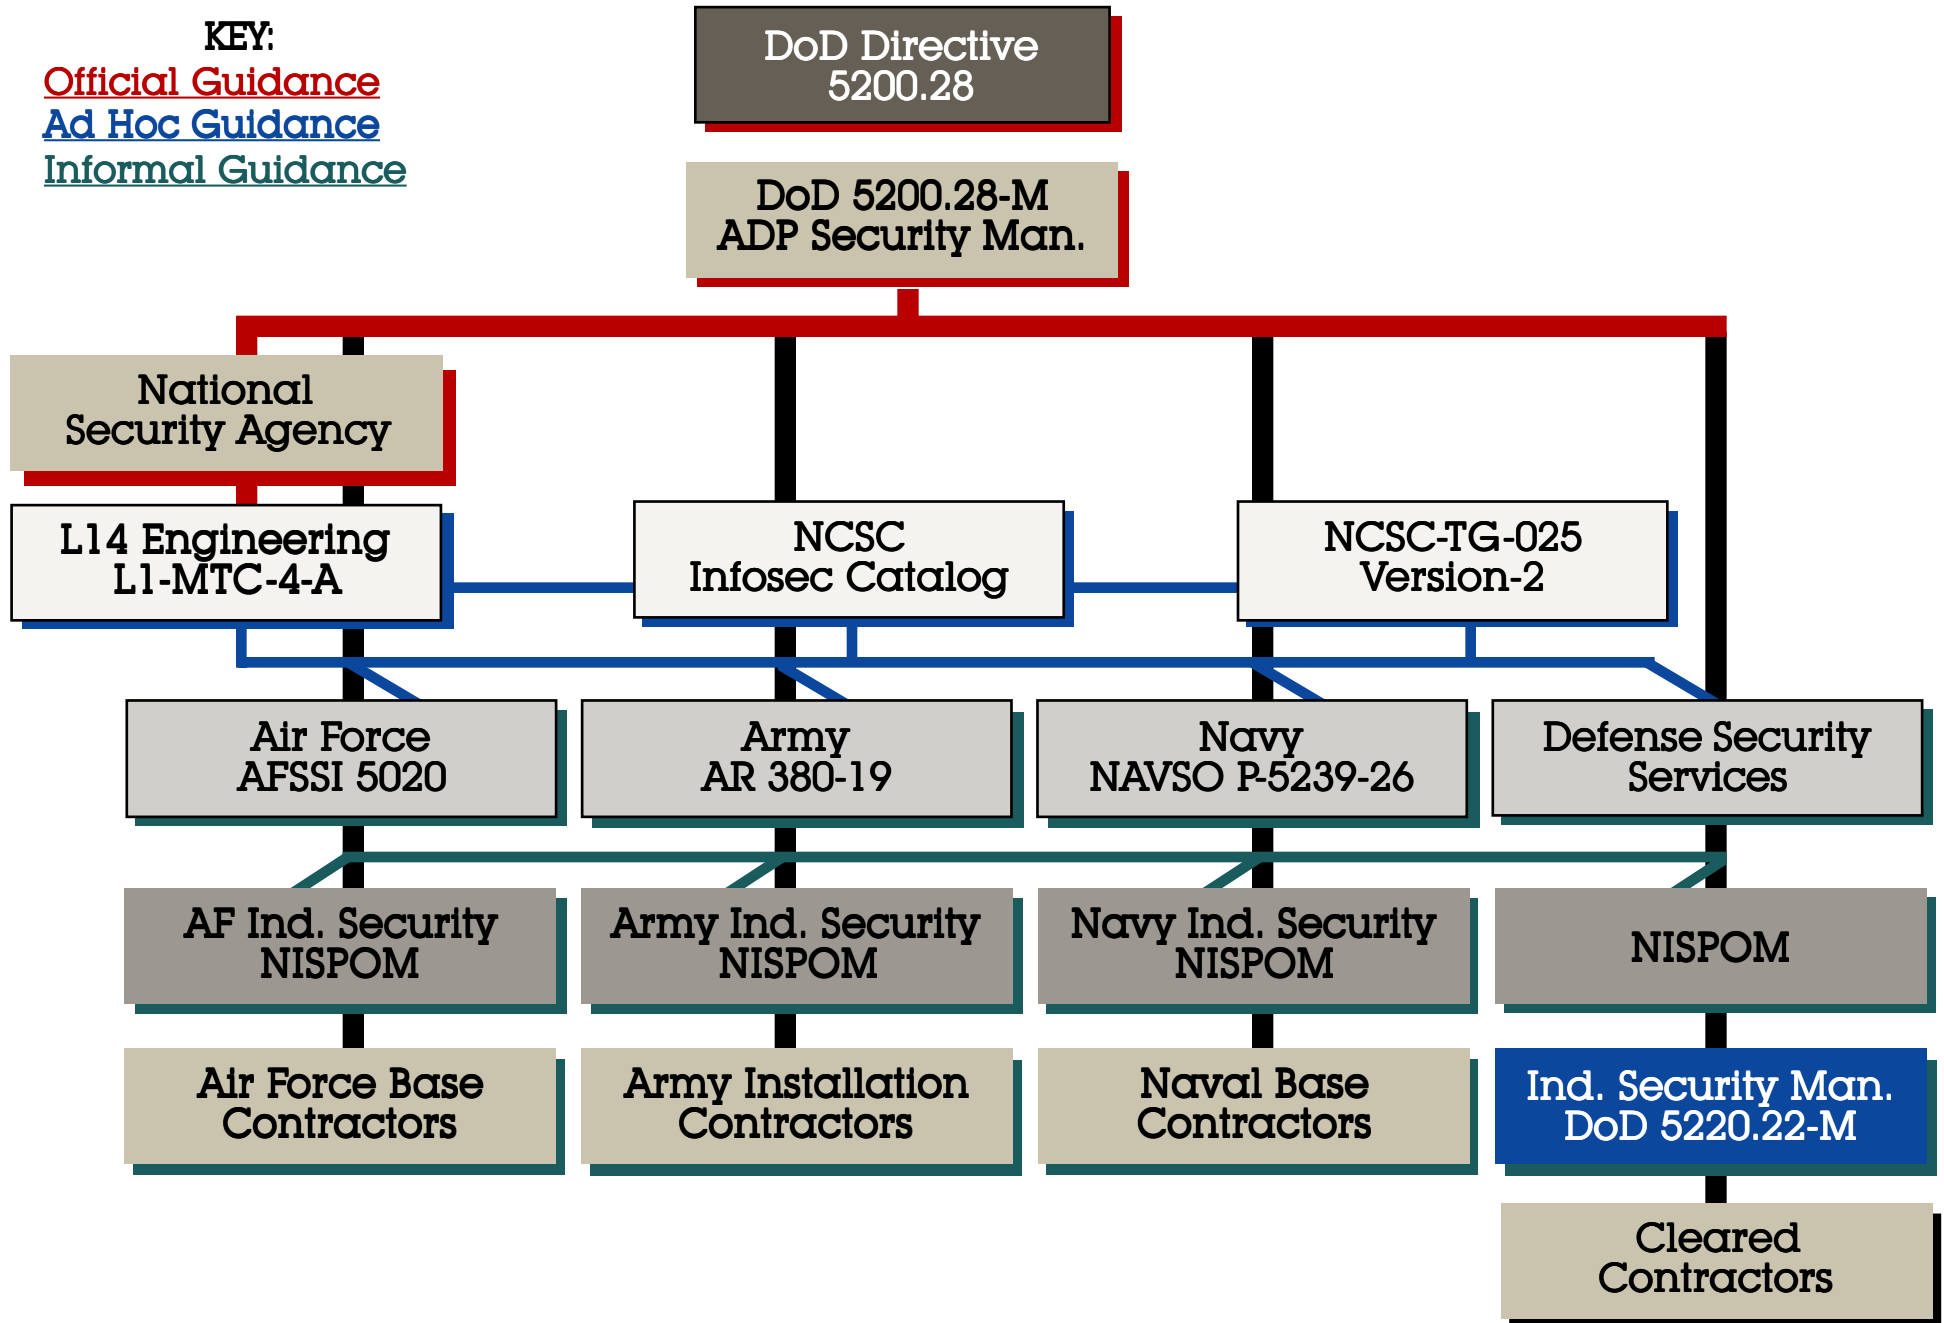 KEY:
Official Guidance
Ad Hoc Guidance
Informal Guidance
DoD Directive
5200.28
DoD 5200.28-M
ADP Security Man.
National
Security Agency
L14 Engineering
L1-MTC-4-A
NCSC
Infosec Catalog
NCSC-TG-025
Version-2
Air Force
AFSSI 5020
Army
AR 380-19
Navy
NAVSO P-5239-26
Defense Security
Services
AF Ind. Security
NISPOM
Army Ind. Security
NISPOM
Navy Ind. Security
NISPOM
NISPOM
Air Force Base
Contractors
Army Installation
Contractors
Naval Base
Contractors
Ind. Security Man.
DoD 5220.22-M
Cleared
Contractors